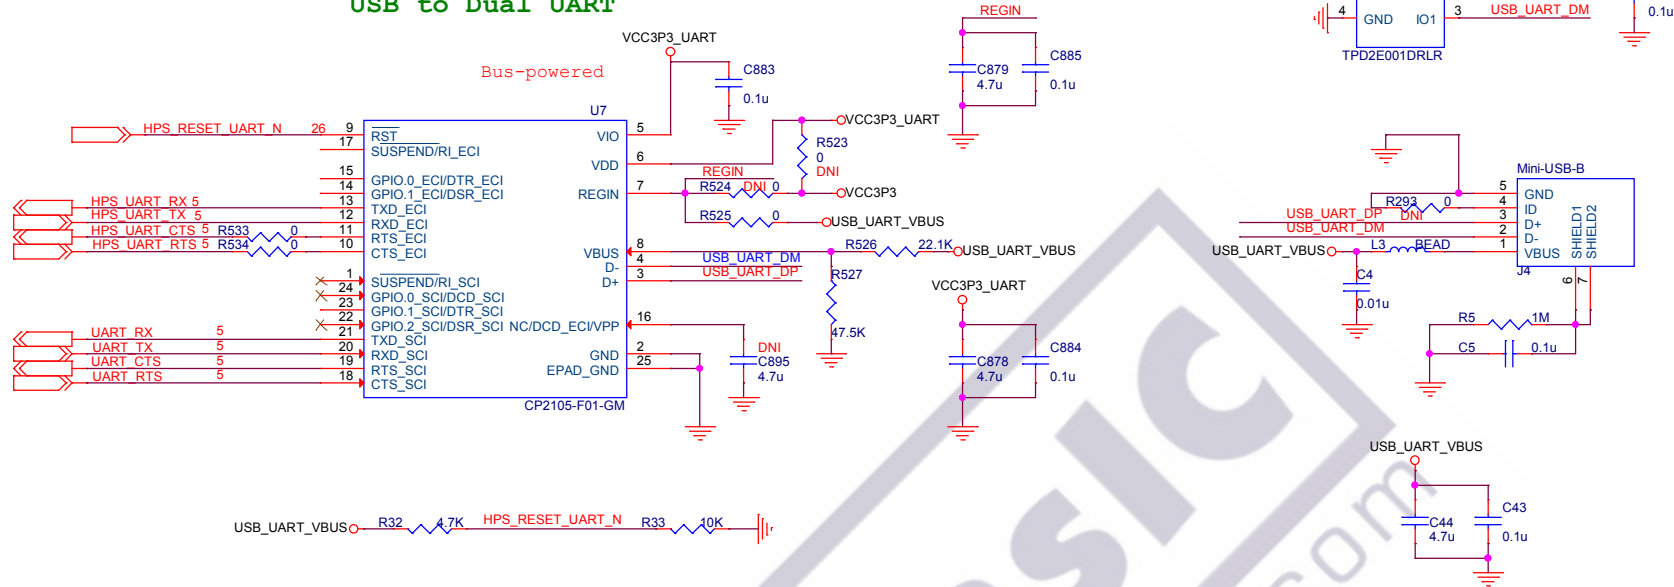 USB to Dual UART
Bus-powered
VCC3P3_UART
C883
0.1u
U7
HPS_RESET_UART_N 26 9 RST
17 SUSPEND/RI_ECI
15 GPIO.0_ECI/DTR_ECI
14 GPIO.1_ECI/DSR_ECI
HPS_UART_RX 5 13 TXD_ECI
HPS_UART_TX 5 12 RXD_ECI
HPS_UART_CTS 5 R533 0 11 RTS_ECI
HPS_UART_RTS 5 R534 0 10 CTS_ECI
1 SUSPEND/RI_SCI
24 GPIO.0_SCI/DCD_SCI
23 GPIO.1_SCI/DTR_SCI
22 GPIO.2_SCI/DSR_SCI
UART_RX 5 21 TXD_SCI
UART_TX 5 20 RXD_SCI
UART_CTS 5 19 RTS_SCI
UART_RTS 5 18 CTS_SCI
VIO 5
VDD 6
REGIN 7
VBUS 8
D- 4 USB_UART_DM
D+ 3 USB_UART_DP
NC/DCD_ECI/VPP 16
GND 2
EPAD_GND 25
CP2105-F01-GM
VCC3P3_UART
R523
0
DNI
REGIN
R524 DNI 0 VCC3P3
R525 0 USB_UART_VBUS
R526 22.1K USB_UART_VBUS
R527
47.5K
DNI
C895
4.7u
REGIN
C879
4.7u
C885
0.1u
VCC3P3_UART
C878
4.7u
C884
0.1u
4 GND IO1 3 USB_UART_DM
TPD2E001DRLR
0.1u
Mini-USB-B
5 GND
R293 0 4 ID
USB_UART_DP DNI 3 D+
USB_UART_DM 2 D-
USB_UART_VBUS L3 BEAD 1 VBUS
SHIELD1
SHIELD2
J4
6
7
C4
0.01u
R5 1M
C5 0.1u
USB_UART_VBUS
C44
4.7u
C43
0.1u
USB_UART_VBUS R32 4.7K HPS_RESET_UART_N R33 10K
sic
com